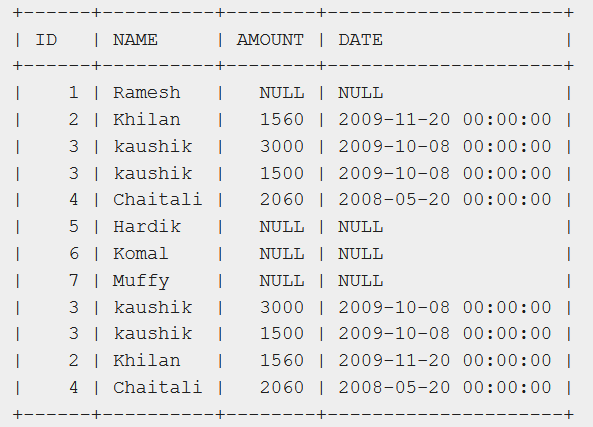 +------+----------+--------+---------------------+
| ID   | NAME     | AMOUNT | DATE                |
+------+----------+--------+---------------------+
|    1 | Ramesh   |   NULL | NULL                |
|    2 | Khilan   |   1560 | 2009-11-20 00:00:00 |
|    3 | kaushik  |   3000 | 2009-10-08 00:00:00 |
|    3 | kaushik  |   1500 | 2009-10-08 00:00:00 |
|    4 | Chaitali |   2060 | 2008-05-20 00:00:00 |
|    5 | Hardik   |   NULL | NULL                |
|    6 | Komal    |   NULL | NULL                |
|    7 | Muffy    |   NULL | NULL                |
|    3 | kaushik  |   3000 | 2009-10-08 00:00:00 |
|    3 | kaushik  |   1500 | 2009-10-08 00:00:00 |
|    2 | Khilan   |   1560 | 2009-11-20 00:00:00 |
|    4 | Chaitali |   2060 | 2008-05-20 00:00:00 |
+------+----------+--------+---------------------+